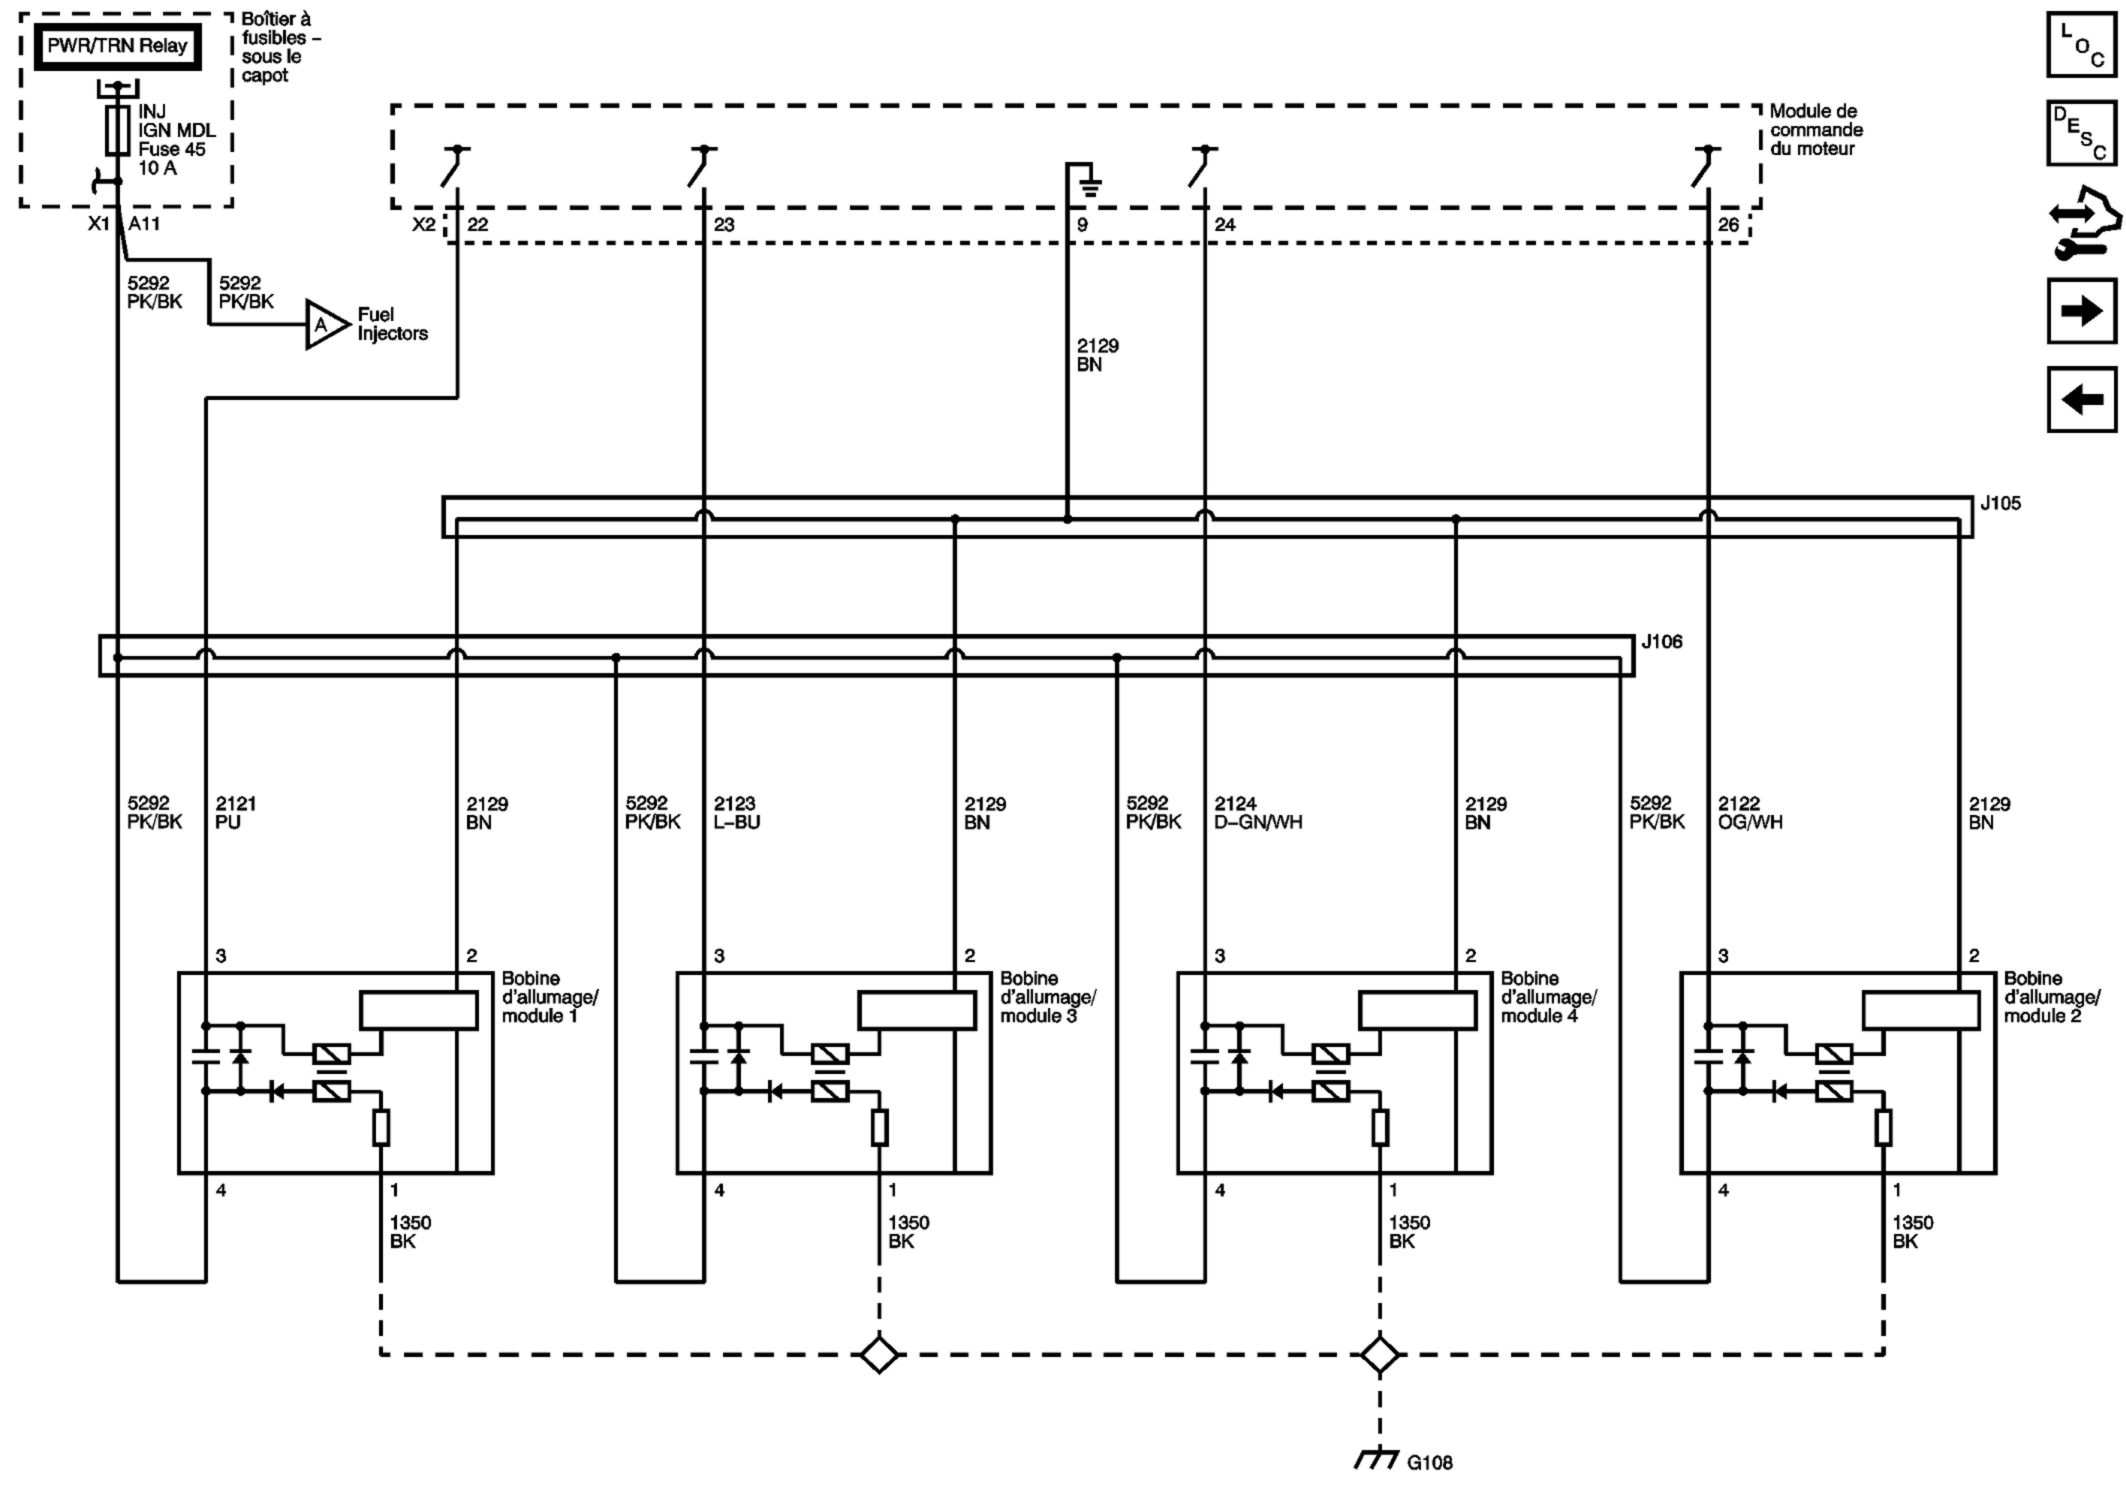 PWR/TRN Relay
Boîtier à
fusibles –
sous le
capot
INJ
IGN MDL
Fuse 45
10 A
X1
A11
5292
PK/BK
5292
PK/BK
A
Fuel
Injectors
Module de
commande
du moteur
X2
22
23
9
24
26
2129
BN
L
O
C
D
E
S
C
J105
J106
5292
PK/BK
2121
PU
2129
BN
5292
PK/BK
2123
L–BU
2129
BN
5292
PK/BK
2124
D–GN/WH
2129
BN
5292
PK/BK
2122
OG/WH
2129
BN
3
2
Bobine
d'allumage/
module 1
3
2
Bobine
d'allumage/
module 3
3
2
Bobine
d'allumage/
module 4
3
2
Bobine
d'allumage/
module 2
4
1
1350
BK
4
1
1350
BK
4
1
1350
BK
4
1
1350
BK
G108